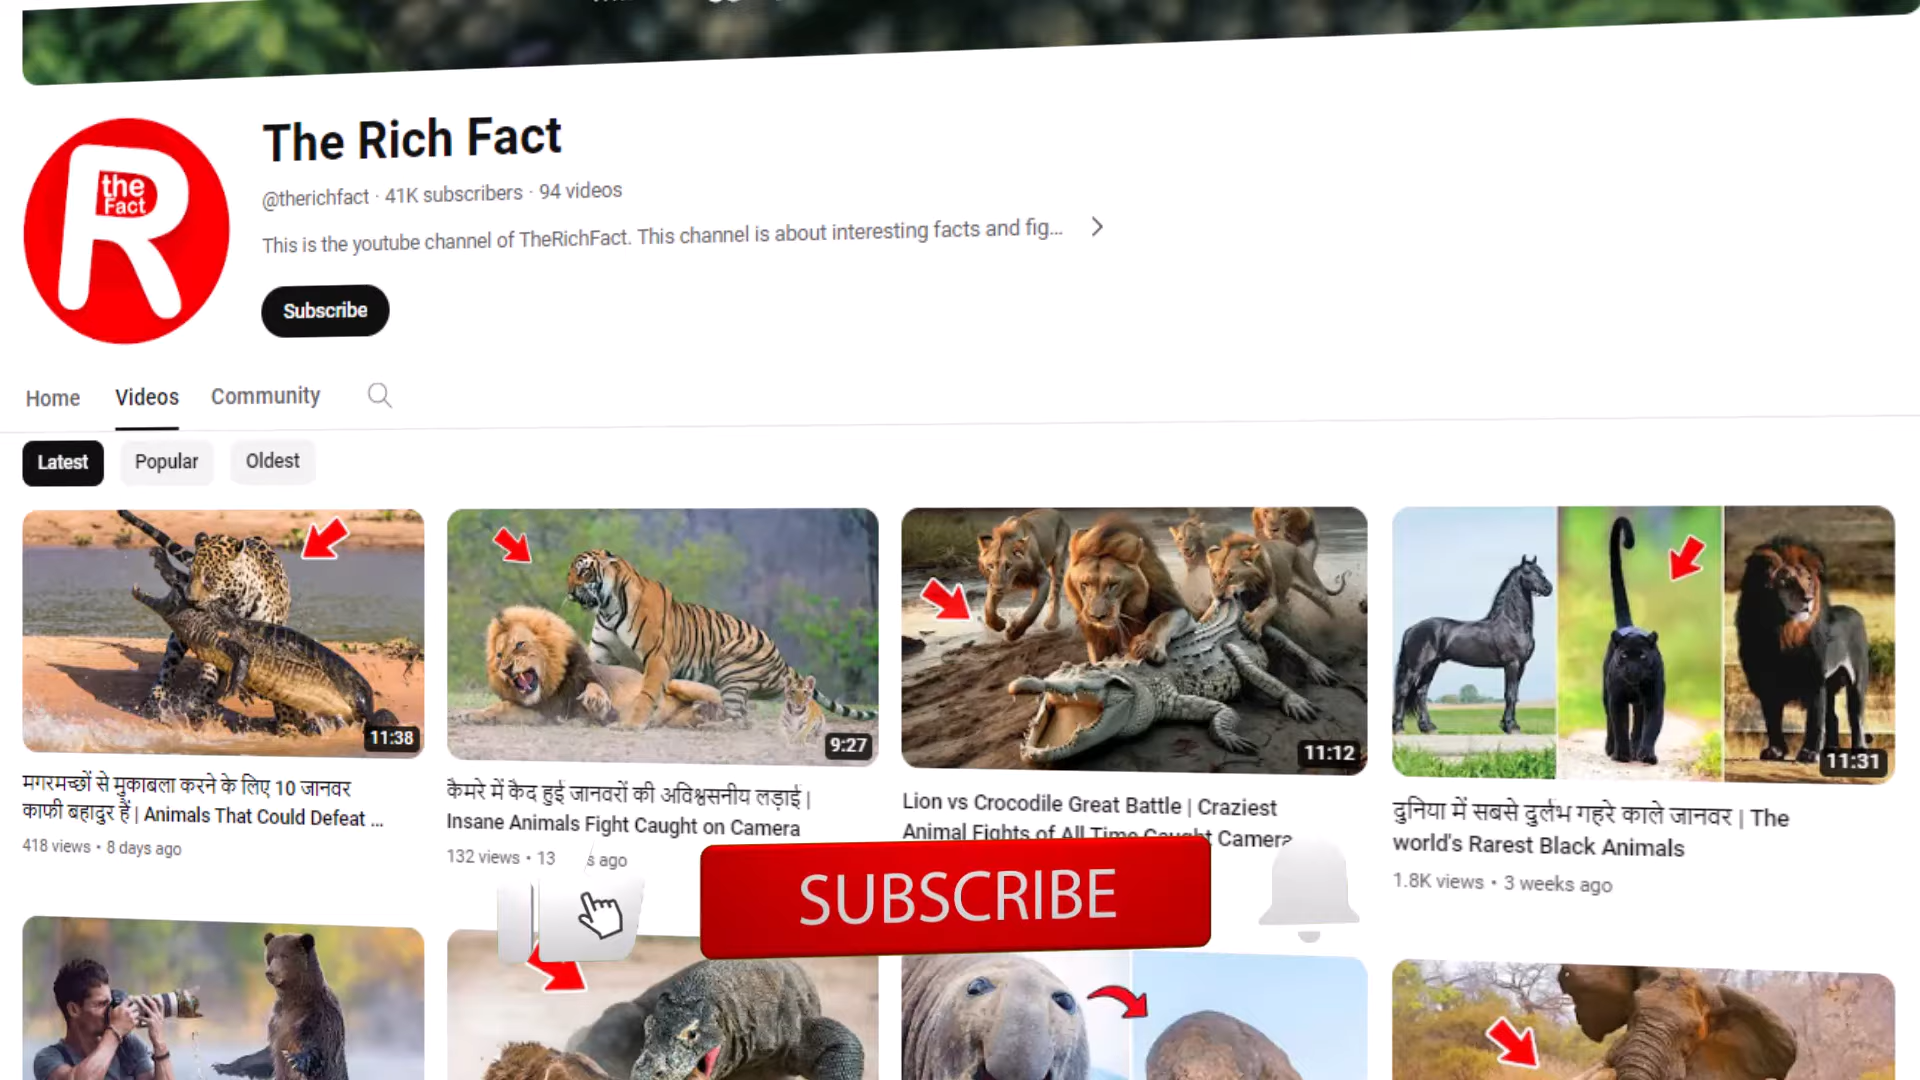 The Rich Fact
the
Fact
@therichfact · 41K subscribers · 94 videos
This is the youtube channel of TheRichFact. This channel is about interesting facts and fig...
Subscribe
Home Videos Community
Latest Popular Oldest
11:38
9:27
11:12
11:31
मगरमच्छों से मुकाबला करने के लिए 10 जानवर
काफी बहादुर हैं | Animals That Could Defeat ...
418 views • 8 days ago
कैमरे में कैद हुई जानवरों की अविश्वसनीय लड़ाई |
Insane Animals Fight Caught on Camera
132 views • 13 s ago
Lion vs Crocodile Great Battle | Craziest
Animal Fights of All Time Caught Camera
दुनिया में सबसे दुर्लभ गहरे काले जानवर | The
world's Rarest Black Animals
1.8K views • 3 weeks ago
SUBSCRIBE